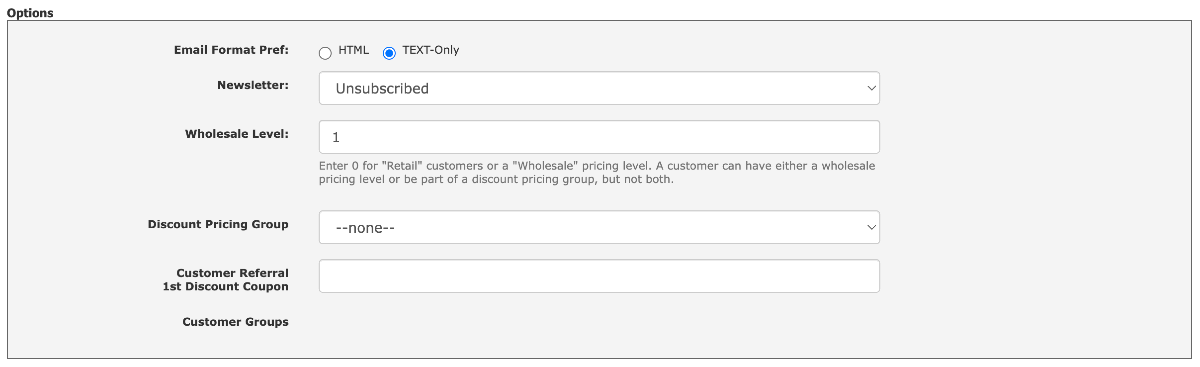 Options
Email Format Pref: HTML TEXT-Only
Newsletter: Unsubscribed
Wholesale Level: 1
Enter 0 for "Retail" customers or a "Wholesale" pricing level. A customer can have either a wholesale
pricing level or be part of a discount pricing group, but not both.
Discount Pricing Group --none--
Customer Referral
1st Discount Coupon
Customer Groups